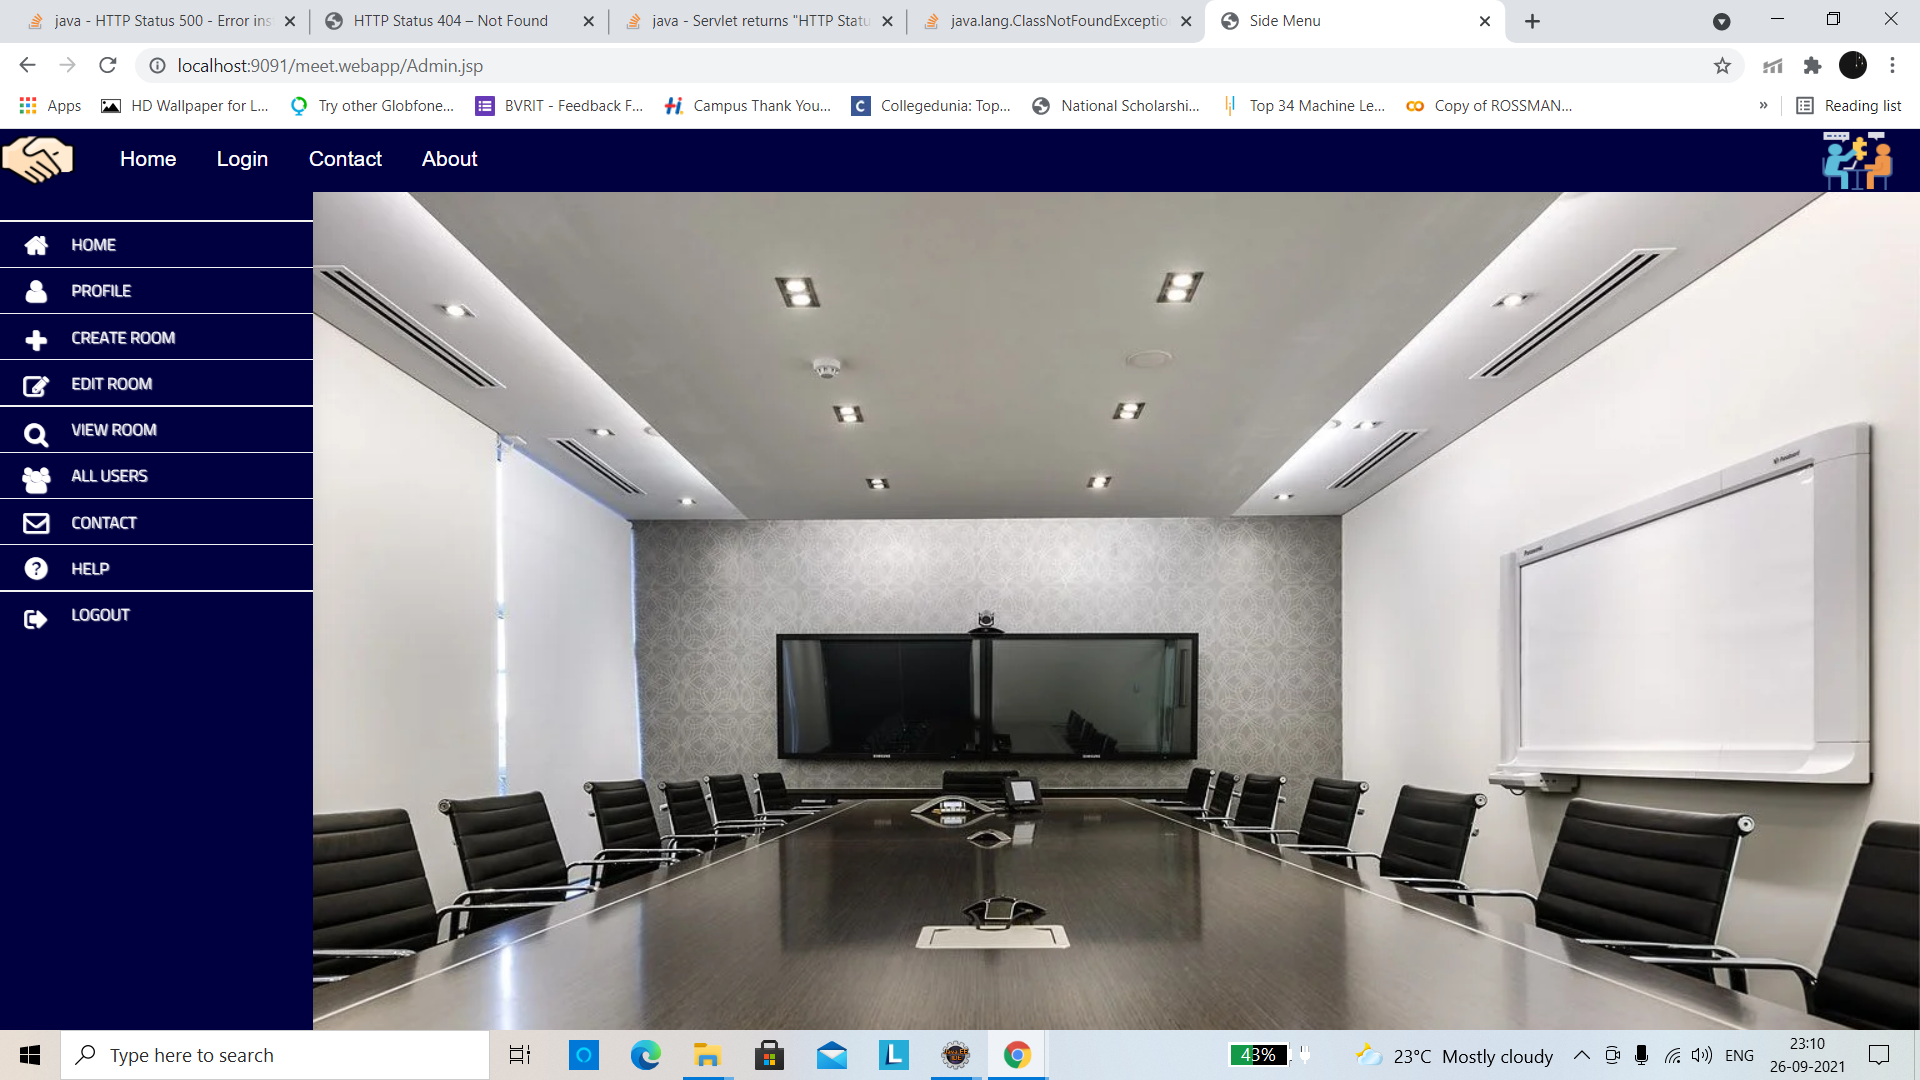 java - HTTP Status 500 - Error ins
HTTP Status 404 – Not Found
java - Servlet returns "HTTP Statu
java.lang.ClassNotFoundExceptio
Side Menu
localhost:9091/meet.webapp/Admin.jsp
Apps
HD Wallpaper for L...
Try other Globfone...
BVRIT - Feedback F...
Campus Thank You...
Collegedunia: Top...
National Scholarshi...
Top 34 Machine Le...
Copy of ROSSMAN...
»
Reading list
Home
Login
Contact
About
HOME
PROFILE
CREATE ROOM
EDIT ROOM
VIEW ROOM
ALL USERS
CONTACT
HELP
LOGOUT
Panasonic
SAMSUNG
SAMSUNG
Type here to search
43%
23°C Mostly cloudy
ENG
23:10
26-09-2021